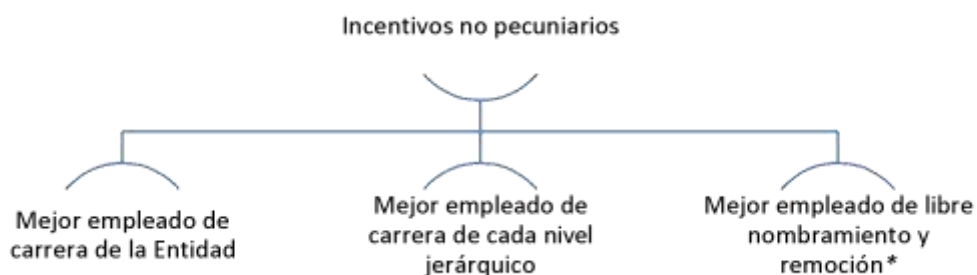 Incentivos no pecuniarios
Mejor empleado de
carrera de la Entidad
Mejor empleado de
carrera de cada nivel
jerárquico
Mejor empleado de libre
nombramiento y
remoción*